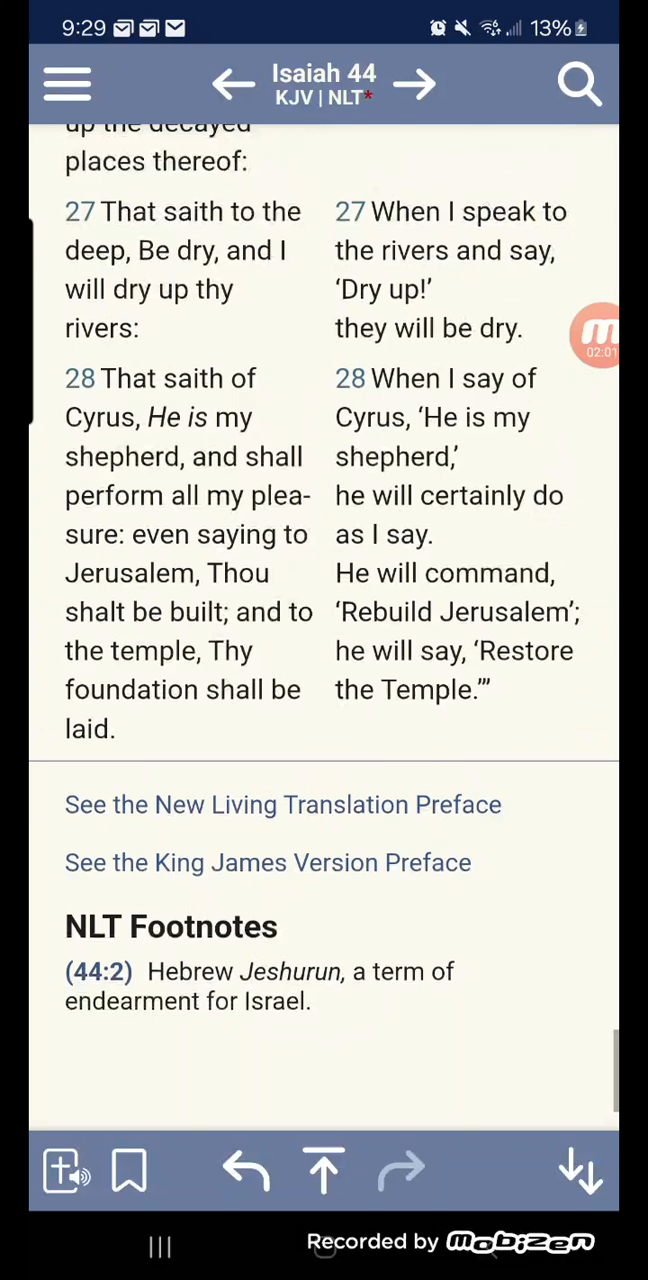 9:29
13%
Isaiah 44
KJV | NLT*
up the decayed
places thereof:
27 That saith to the
deep, Be dry, and I
will dry up thy
rivers:
28 That saith of
Cyrus, He is my
shepherd, and shall
perform all my plea-
sure: even saying to
Jerusalem, Thou
shalt be built; and to
the temple, Thy
foundation shall be
laid.
27 When I speak to
the rivers and say,
‘Dry up!’
they will be dry.
28 When I say of
Cyrus, ‘He is my
shepherd,’
he will certainly do
as I say.
He will command,
‘Rebuild Jerusalem’;
he will say, ‘Restore
the Temple.’”
02:01
See the New Living Translation Preface
See the King James Version Preface
NLT Footnotes
(44:2) Hebrew Jeshurun, a term of
endearment for Israel.
Recorded by mobizen